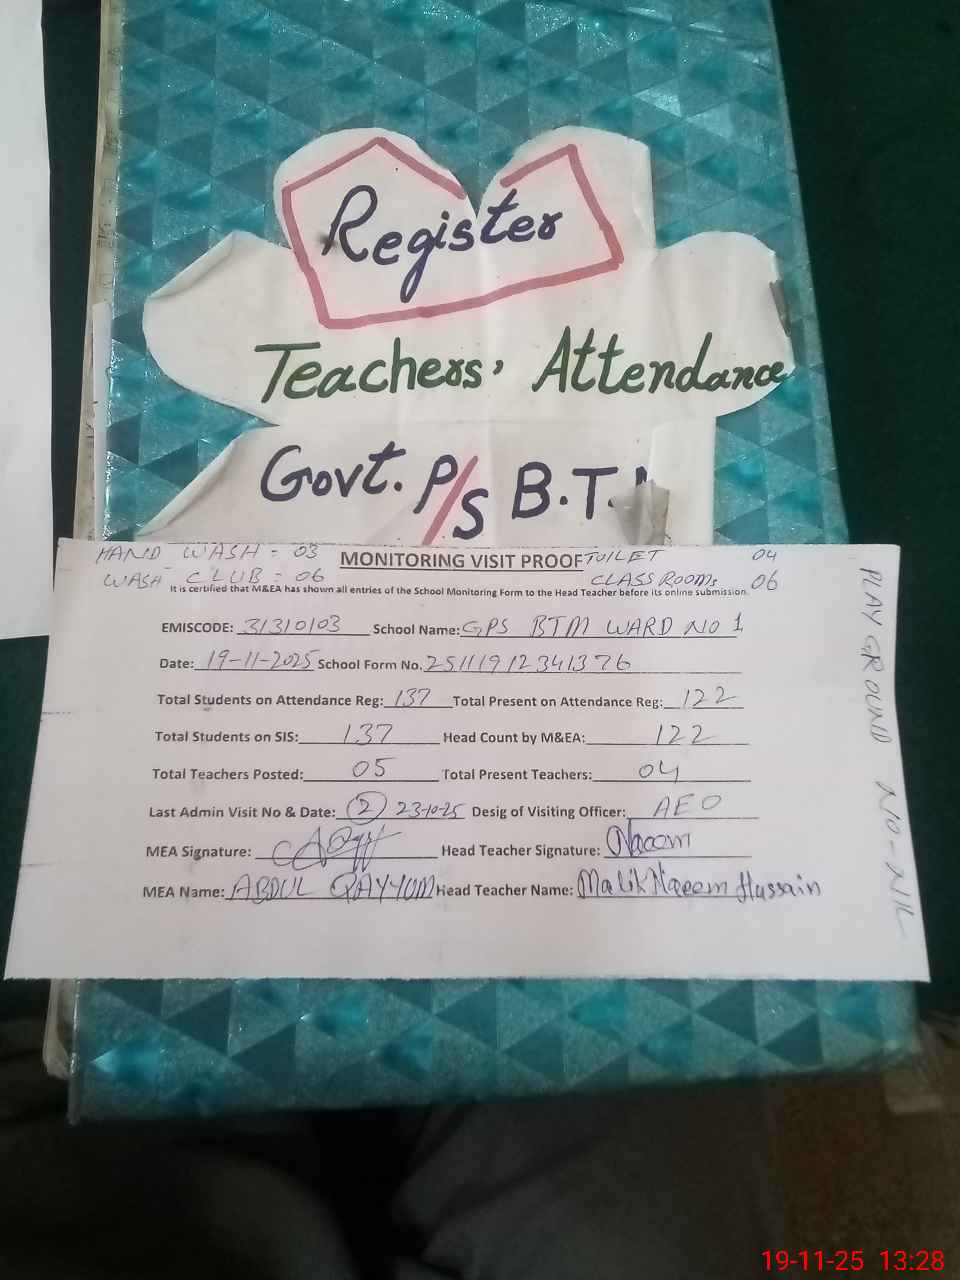 Register
Teachers' Attendance
Govt. P/S B.T.
HAND WASH = 03
WASH CLUB = 06
MONITORING VISIT PROOF
TOILET 04
CLASS ROOMS 06
It is certified that M&EA has shown all entries of the School Monitoring Form to the Head Teacher before its online submission.
EMISCODE: 31310103 School Name: GPS BTM WARD NO 1
Date: 19-11-2025 School Form No. 25111912341376
Total Students on Attendance Reg: 137 Total Present on Attendance Reg: 122
Total Students on SIS: 137 Head Count by M&EA: 122
Total Teachers Posted: 05 Total Present Teachers: 04
Last Admin Visit No & Date: 2 23-10-25 Desig of Visiting Officer: AEO
MEA Signature: Head Teacher Signature: Naeem
MEA Name: ABDUL QAYYUM Head Teacher Name: Malik Naeem Hussain
PLAY GROUND NO-NIL
19-11-25 13:28